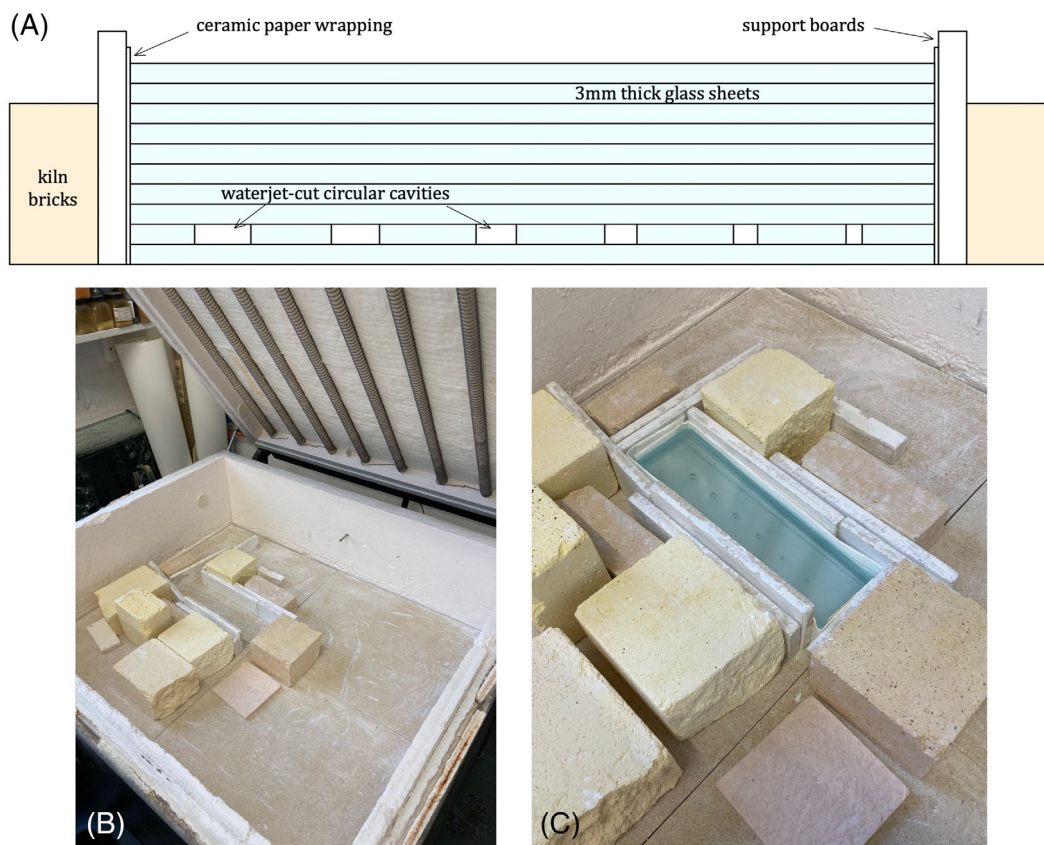 (A)
ceramic paper wrapping
support boards
3mm thick glass sheets
kiln
bricks
waterjet-cut circular cavities
(B)
(C)